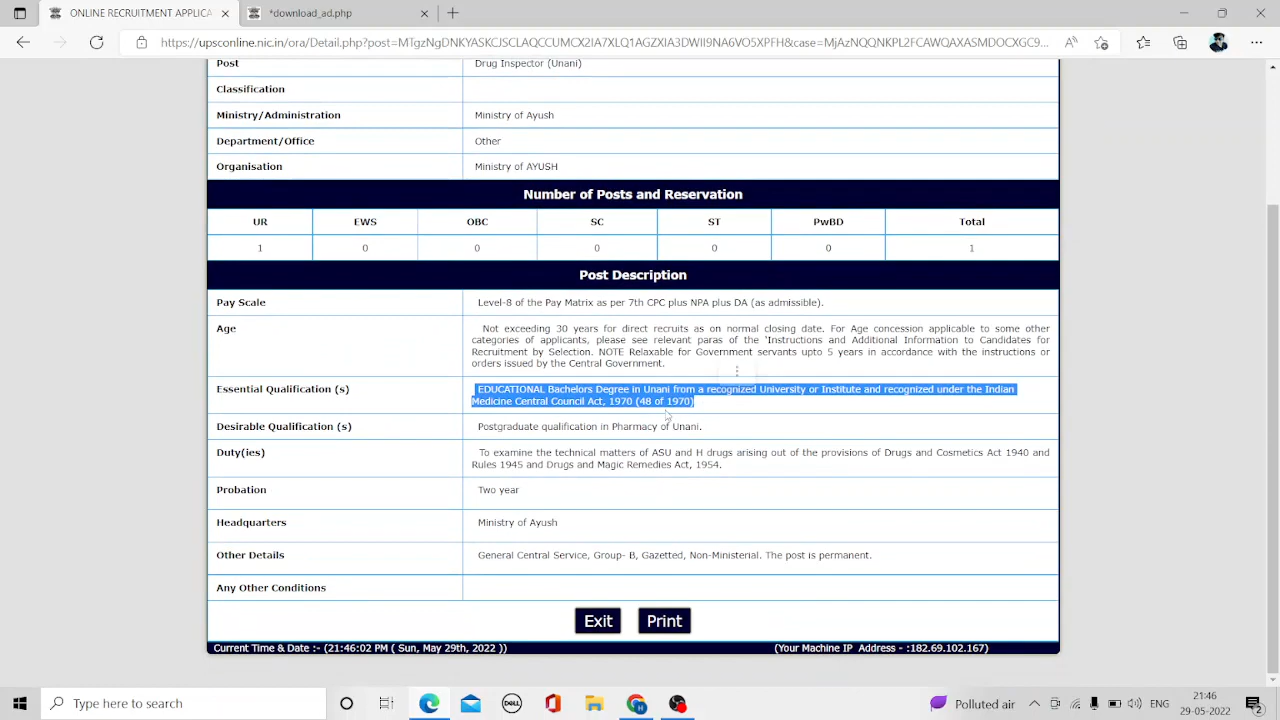 ONLINE RECRUITMENT APPLICA
*download_ad.php
https://upsconline.nic.in/ora/Detail.php?post=
Post Drug Inspector (Unani)
Classification
Ministry/Administration Ministry of Ayush
Department/Office Other
Organisation Ministry of AYUSH
Number of Posts and Reservation
UR EWS OBC SC ST PwBD Total
1 0 0 0 0 0 1
Post Description
Pay Scale Level-8 of the Pay Matrix as per 7th CPC plus NPA plus DA (as admissible).
Age Not exceeding 30 years for direct recruits as on normal closing date. For Age concession applicable to some other
categories of applicants, please see relevant paras of the 'Instructions and Additional Information to Candidates for
Recruitment by Selection. NOTE Relaxable for Government servants upto 5 years in accordance with the instructions or
orders issued by the Central Government.
Essential Qualification (s) EDUCATIONAL Bachelors Degree in Unani from a recognized University or Institute and recognized under the Indian
Medicine Central Council Act, 1970 (48 of 1970)
Desirable Qualification (s) Postgraduate qualification in Pharmacy of Unani.
Duty(ies) To examine the technical matters of ASU and H drugs arising out of the provisions of Drugs and Cosmetics Act 1940 and
Rules 1945 and Drugs and Magic Remedies Act, 1954.
Probation Two year
Headquarters Ministry of Ayush
Other Details General Central Service, Group- B, Gazetted, Non-Ministerial. The post is permanent.
Any Other Conditions
Exit Print
Current Time & Date :- (21:46:02 PM ( Sun, May 29th, 2022 )) (Your Machine IP Address - :182.69.102.167)
Type here to search
DELL
Polluted air
ENG
21:46
29-05-2022
2